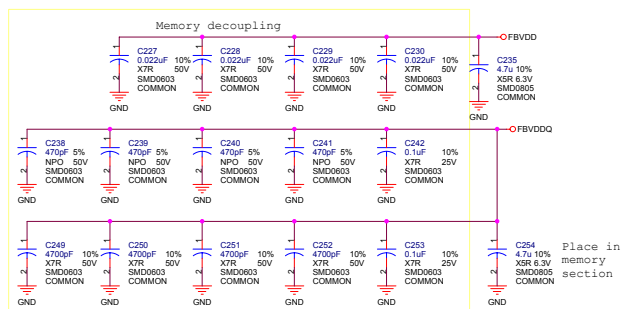 Memory decoupling
FBVDD
1 C227
0.022uF 10%
X7R 50V
2 SMD0603
COMMON
GND
1 C228
0.022uF 10%
X7R 50V
2 SMD0603
COMMON
GND
1 C229
0.022uF 10%
X7R 50V
2 SMD0603
COMMON
GND
1 C230
0.022uF 10%
X7R 50V
2 SMD0603
COMMON
GND
1 C235
4.7u 10%
X5R 6.3V
2 SMD0805
COMMON
GND
FBVDDQ
1 C238
470pF 5%
NPO 50V
2 SMD0603
COMMON
GND
1 C239
470pF 5%
NPO 50V
2 SMD0603
COMMON
GND
1 C240
470pF 5%
NPO 50V
2 SMD0603
COMMON
GND
1 C241
470pF 5%
NPO 50V
2 SMD0603
COMMON
GND
1 C242
0.1uF 10%
X7R 25V
2 SMD0603
COMMON
GND
1 C249
4700pF 10%
X7R 50V
2 SMD0603
COMMON
GND
1 C250
4700pF 10%
X7R 50V
2 SMD0603
COMMON
GND
1 C251
4700pF 10%
X7R 50V
2 SMD0603
COMMON
GND
1 C252
4700pF 10%
X7R 50V
2 SMD0603
COMMON
GND
1 C253
0.1uF 10%
X7R 25V
2 SMD0603
COMMON
GND
1 C254
4.7u 10%
X5R 6.3V
2 SMD0805
COMMON
GND
Place in
memory
section